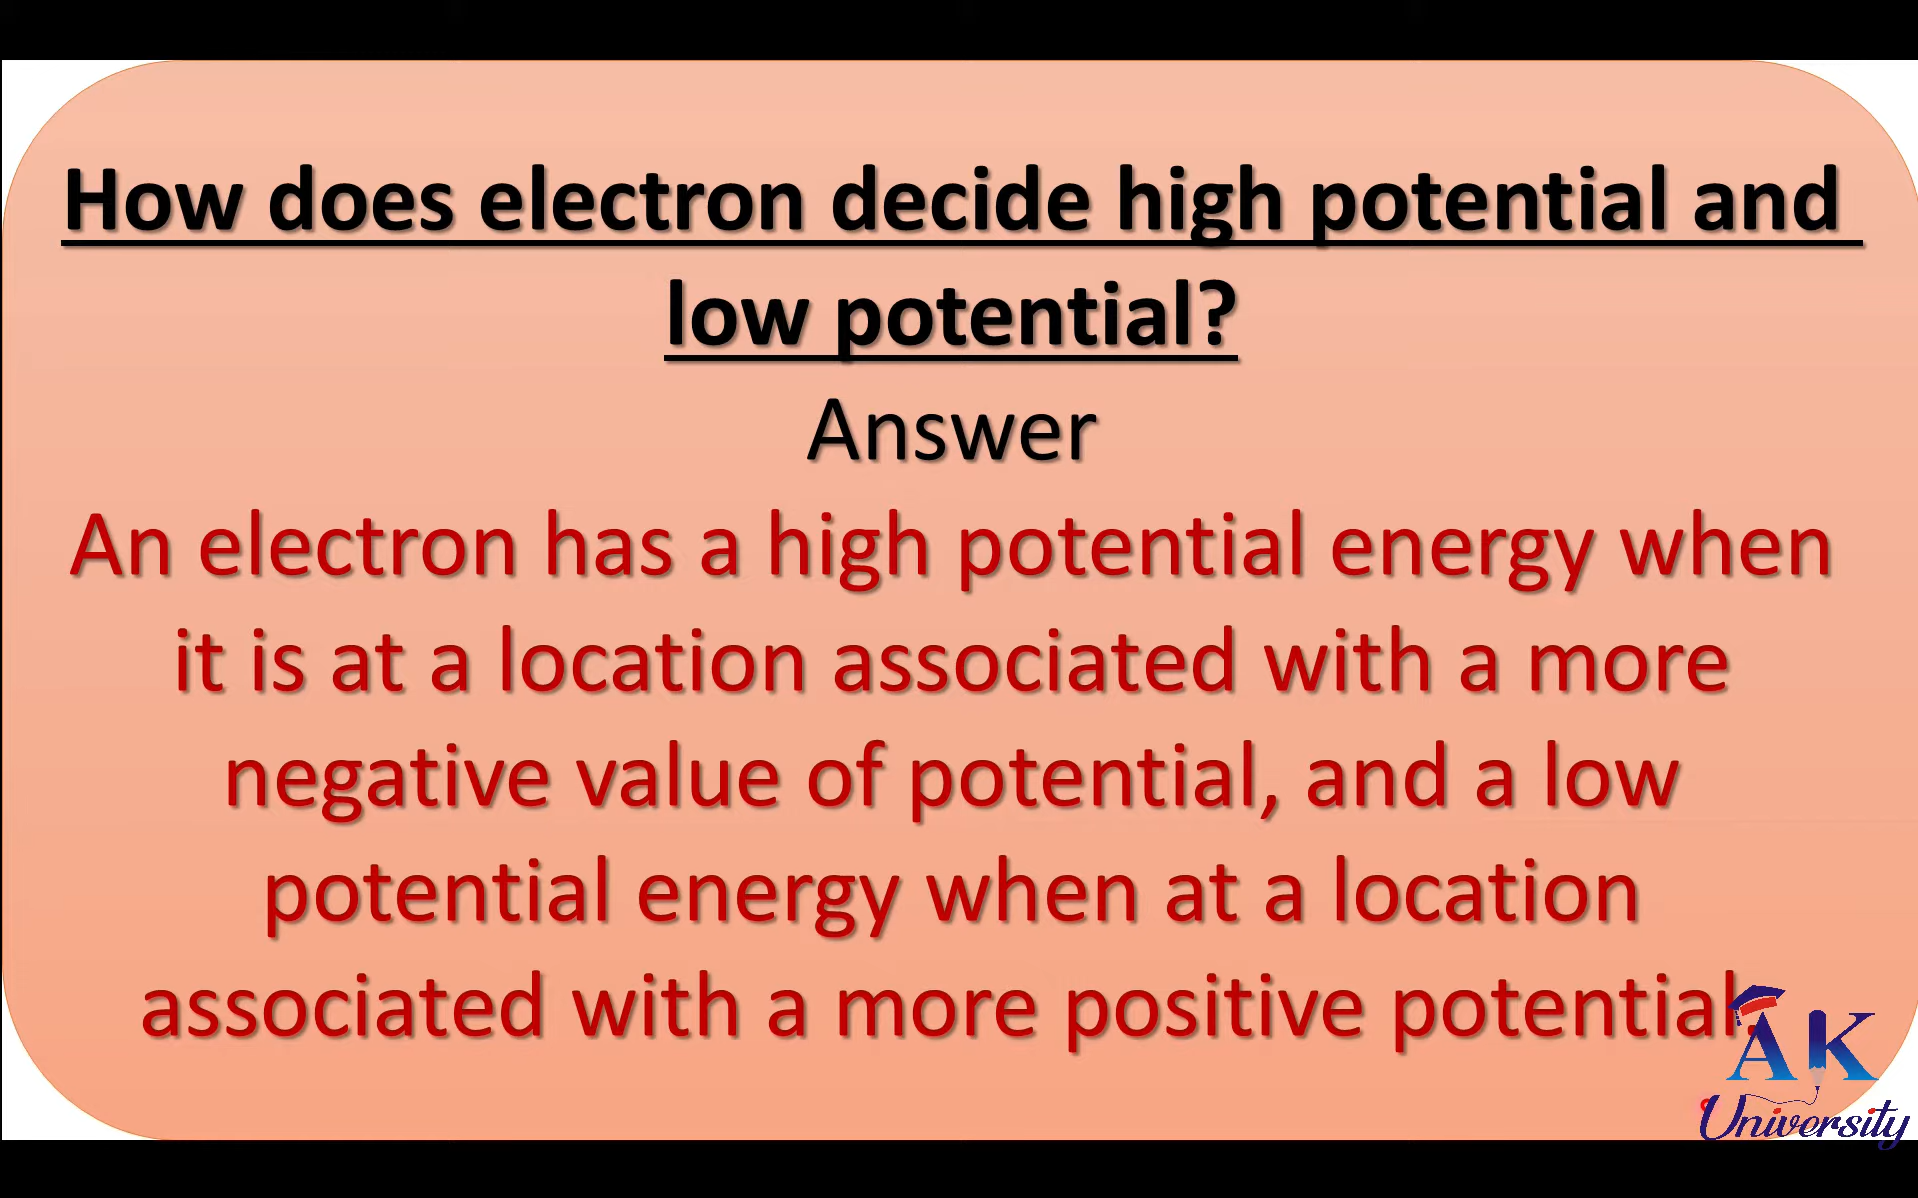 How does electron decide high potential and
low potential?
Answer
An electron has a high potential energy when
it is at a location associated with a more
negative value of potential, and a low
potential energy when at a location
associated with a more positive potential.
AK
University